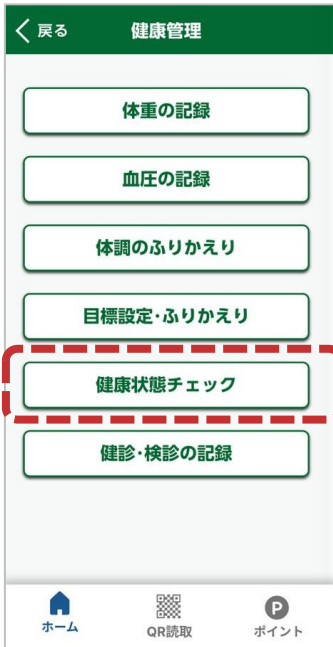 戻る 健康管理
体重の記録
血圧の記録
体調のふりかえり
目標設定・ふりかえり
健康状態チェック
健診・検診の記録
P
ホーム QR読取 ポイント